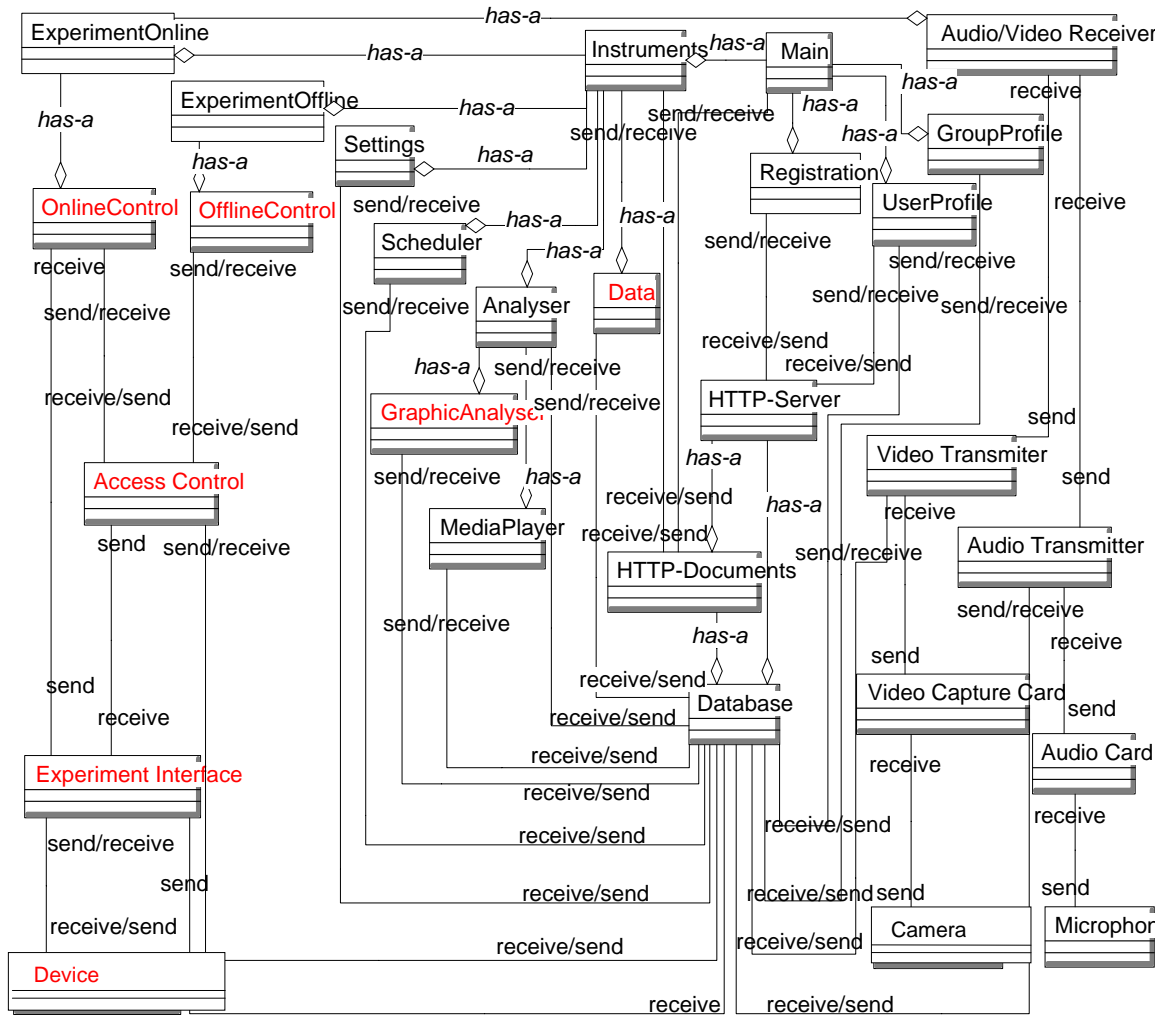 has-a
ExperimentOnline
Audio/Video Receiver
has-a
Instruments
has-a
Main
has-a
receive
ExperimentOffline
has-a
has-a
has-a
send/receive
send/receive
has-a
GroupProfile
Settings
has-a
has-a
Registration
receive
OnlineControl
OfflineControl
send/receive
UserProfile
Scheduler
has-a
has-a
has-a
send/receive
receive
send/receive
send/receive
send/receive
Analyser
Data
send/receive
send/receive
send/receive
send/receive
receive/send
has-a
send/receive
receive/send
receive/send
HTTP-Server
GraphicAnalyser
send/receive
send
receive/send
has-a
Video Transmiter
Access Control
send/receive
has-a
receive/send
has-a
send
receive
MediaPlayer
receive/send
send/receive
Audio Transmitter
send
send/receive
HTTP-Documents
send/receive
send/receive
has-a
receive
send
send
receive/send
Database
Video Capture Card
receive
receive/send
send
receive/send
Audio Card
Experiment Interface
receive
receive/send
send/receive
receive/send
receive/send
receive
send
receive/send
receive/send
send
send
receive/send
Camera
Microphon
receive/send
receive/send
Device
receive
receive/send